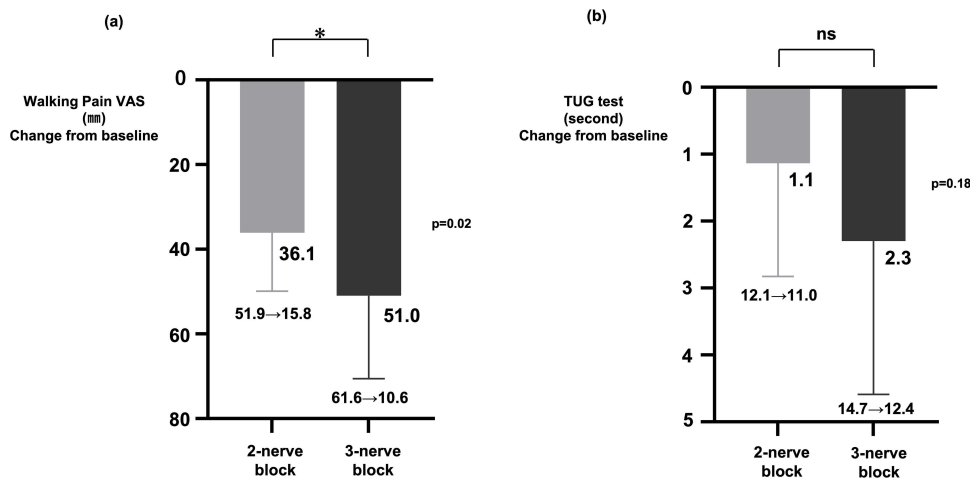 (a)
*
Walking Pain VAS
(㎜)
Change from baseline
0
20
40
60
80
36.1
51.9→15.8
51.0
61.6→10.6
p=0.02
2-nerve
block
3-nerve
block
(b)
ns
TUG test
(second)
Change from baseline
0
1
2
3
4
5
1.1
12.1→11.0
2.3
14.7→12.4
p=0.18
2-nerve
block
3-nerve
block